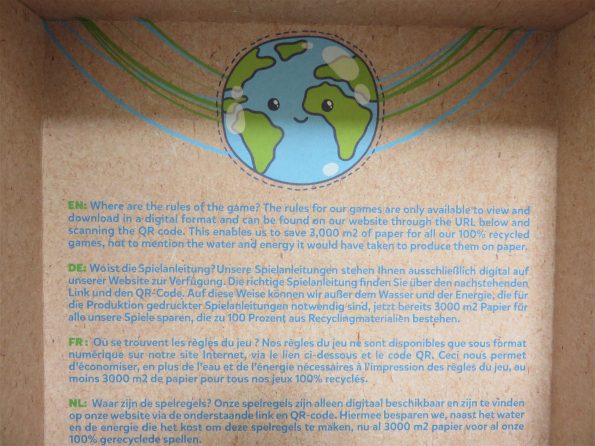 EN: Where are the rules of the game? The rules for our games are only available to view and
download in a digital format and can be found on our website through the URL below and
scanning the QR code. This enables us to save 3,000 m2 of paper for all our 100% recycled
games, not to mention the water and energy it would have taken to produce them on paper.
DE: Wo ist die Spielanleitung? Unsere Spielanleitungen stehen Ihnen ausschließlich digital auf
unserer Website zur Verfügung. Die richtige Spielanleitung finden Sie über den nachstehenden
Link und den QR-Code. Auf diese Weise können wir außer dem Wasser und der Energie, die für
die Produktion gedruckter Spielanleitungen notwendig sind, jetzt bereits 3000 m2 Papier für
alle unsere Spiele sparen, die zu 100 Prozent aus Recyclingmaterialien bestehen.
FR : Où se trouvent les règles du jeu ? Nos règles du jeu ne sont disponibles que sous format
numérique sur notre site Internet, via le lien ci-dessous et le code QR. Ceci nous permet
d'économiser, en plus de l'eau et de l'énergie nécessaires à l'impression des règles du jeu, au
moins 3000 m2 de papier pour tous nos jeux 100% recyclés.
NL: Waar zijn de spelregels? Onze spelregels zijn alleen digitaal beschikbaar en zijn te vinden
op onze website via de onderstaande link en QR-code. Hiermee besparen we, naast het water
en de energie die het kost om deze spelregels te maken, nu al 3000 m2 papier voor al onze
100% gerecyclede spellen.